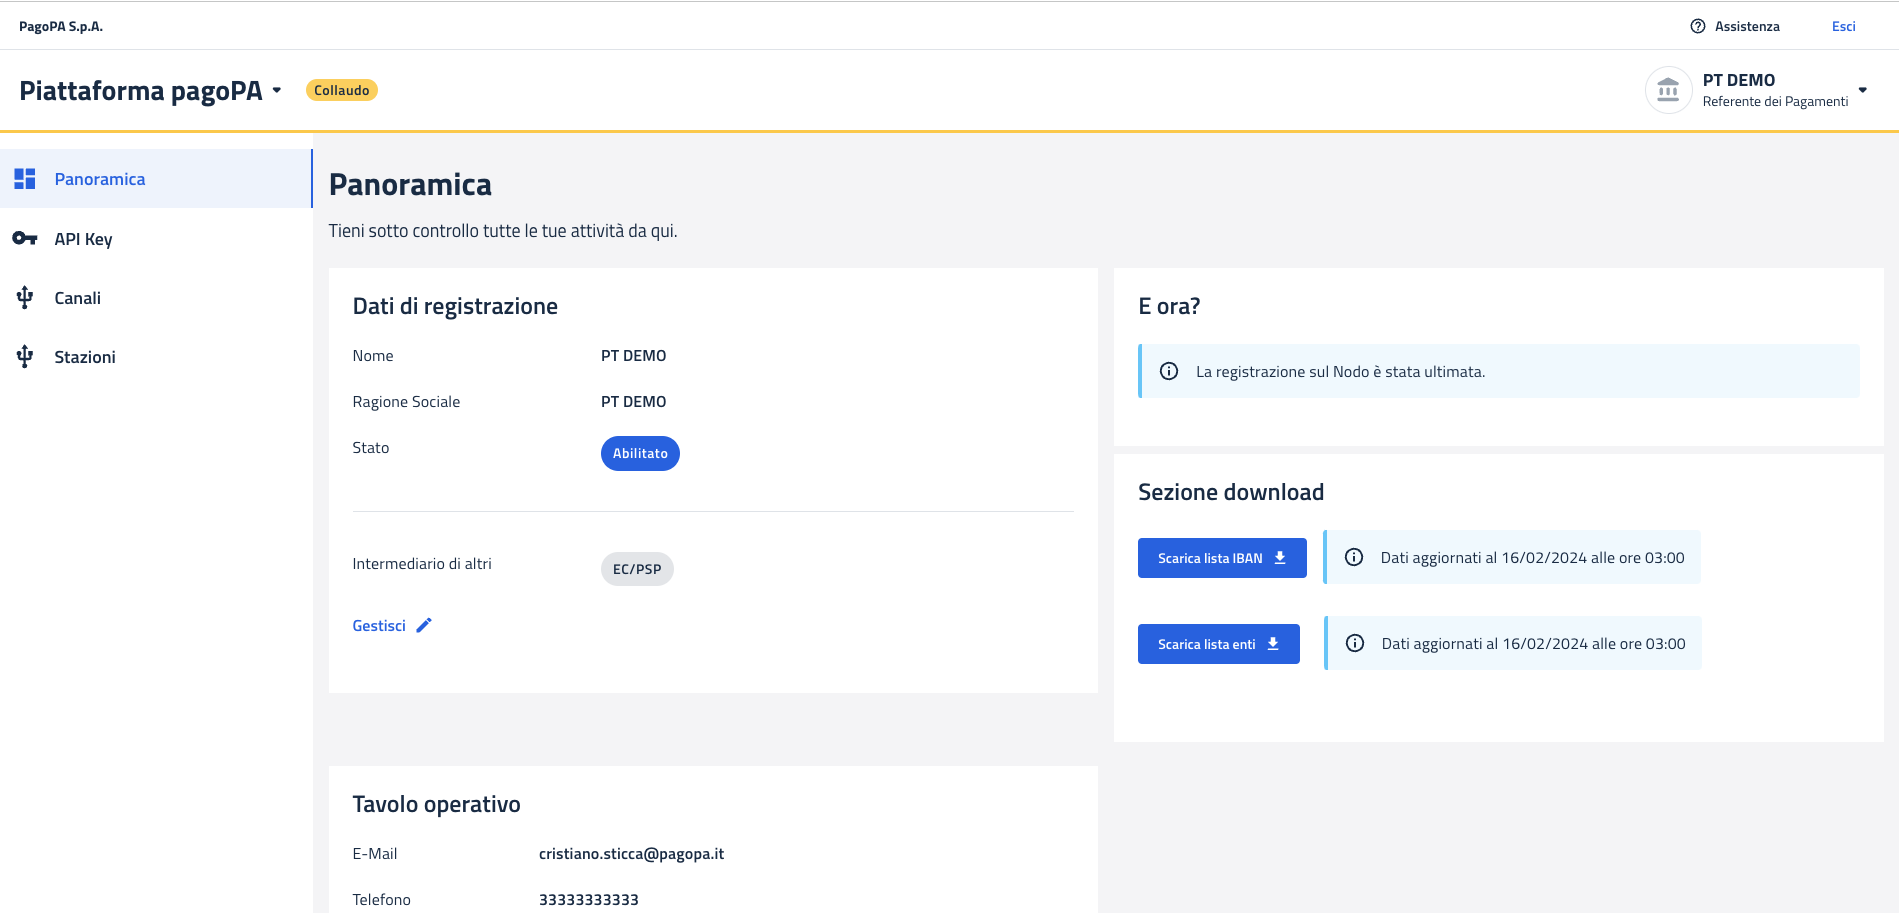 PagoPA S.p.A.
Assistenza
Esci
Piattaforma pagoPA
Collaudo
PT DEMO
Referente dei Pagamenti
Panoramica
API Key
Canali
Stazioni
Panoramica
Tieni sotto controllo tutte le tue attività da qui.
Dati di registrazione
Nome PT DEMO
Ragione Sociale PT DEMO
Stato Abilitato
Intermediario di altri EC/PSP
Gestisci
E ora?
La registrazione sul Nodo è stata ultimata.
Sezione download
Scarica lista IBAN Dati aggiornati al 16/02/2024 alle ore 03:00
Scarica lista enti Dati aggiornati al 16/02/2024 alle ore 03:00
Tavolo operativo
E-Mail cristiano.sticca@pagopa.it
Telefono 33333333333